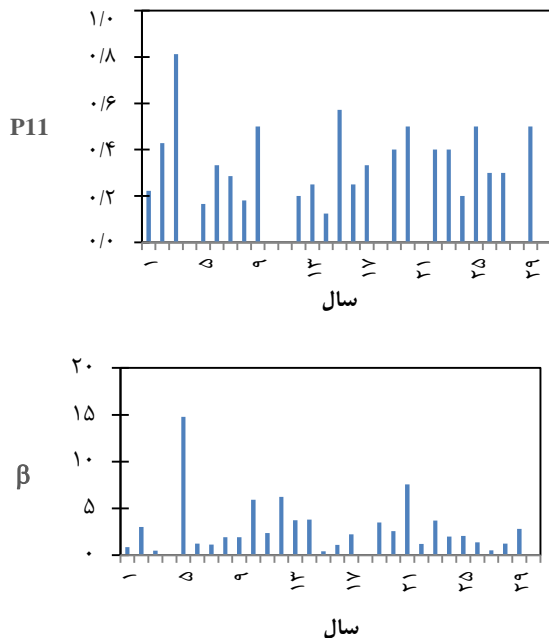 ۱/۰
۰/۸
۰/۶
۰/۴
۰/۲
۰/۰
P11
۱ ۵ ۹ ۱۳ ۱۷ ۲۱ ۲۵ ۲۹
سال
۲۰
۱۵
۱۰
۵
۰
β
۱ ۵ ۹ ۱۳ ۱۷ ۲۱ ۲۵ ۲۹
سال